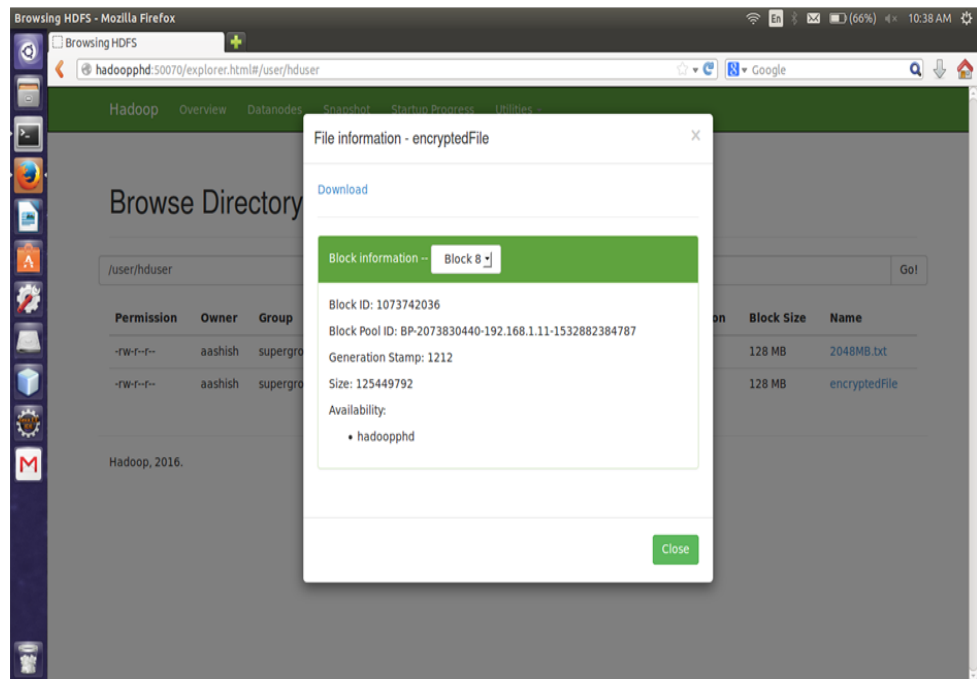 Browsing HDFS - Mozilla Firefox
En
(66%)
10:38 AM
Browsing HDFS
hadoopphd:50070/explorer.html#/user/hduser
Google
Hadoop
Overview
Datanodes
Snapshot
Startup Progress
Utilities
File information - encryptedFile
X
Download
Browse Directory
Block information --
Block 8
/user/hduser
Go!
Block ID: 1073742036
Block Pool ID: BP-2073830440-192.168.1.11-1532882384787
Generation Stamp: 1212
Size: 125449792
Availability:
• hadoopphd
Permission
Owner
Group
on
Block Size
Name
-rw-r--r--
aashish
supergro
128 MB
2048MB.txt
-rw-r--r--
aashish
supergro
128 MB
encryptedFile
Hadoop, 2016.
Close